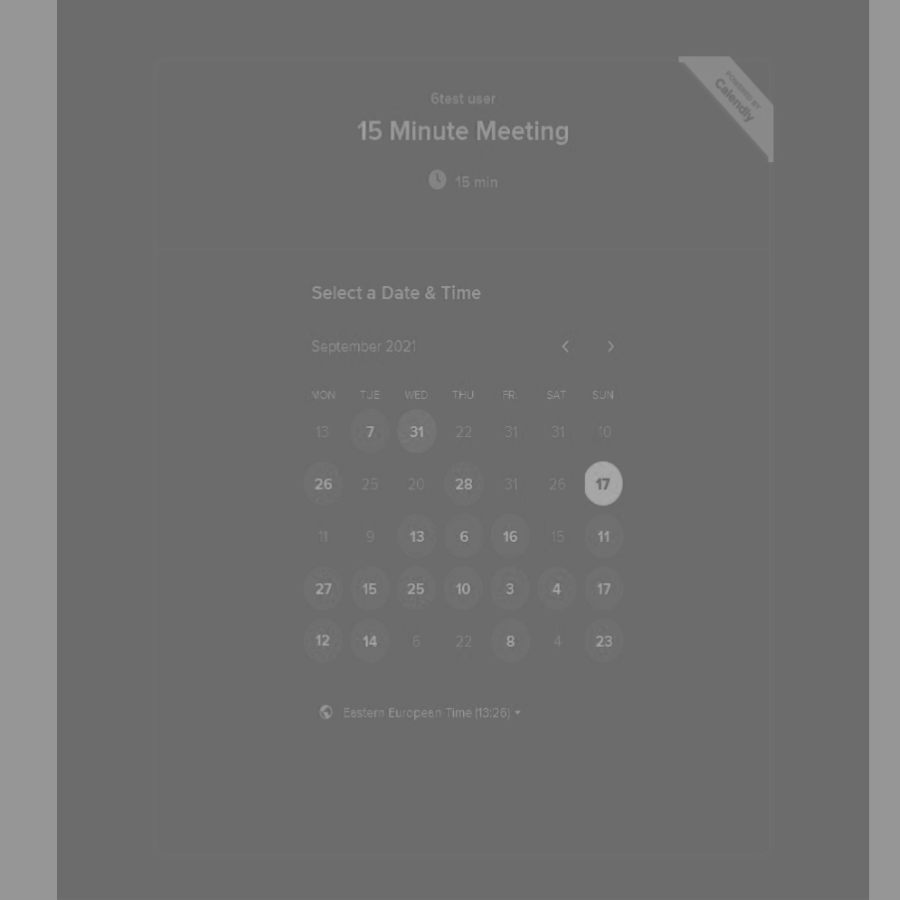 POWERED BY
Calendly
6test user
15 Minute Meeting
15 min
Select a Date & Time
September 2021
MON TUE WED THU FRI SAT SUN
13 7 31 22 31 31 10
26 25 20 28 31 26 17
11 9 13 6 16 15 11
27 15 25 10 3 4 17
12 14 6 22 8 4 23
Eastern European Time (13:26)